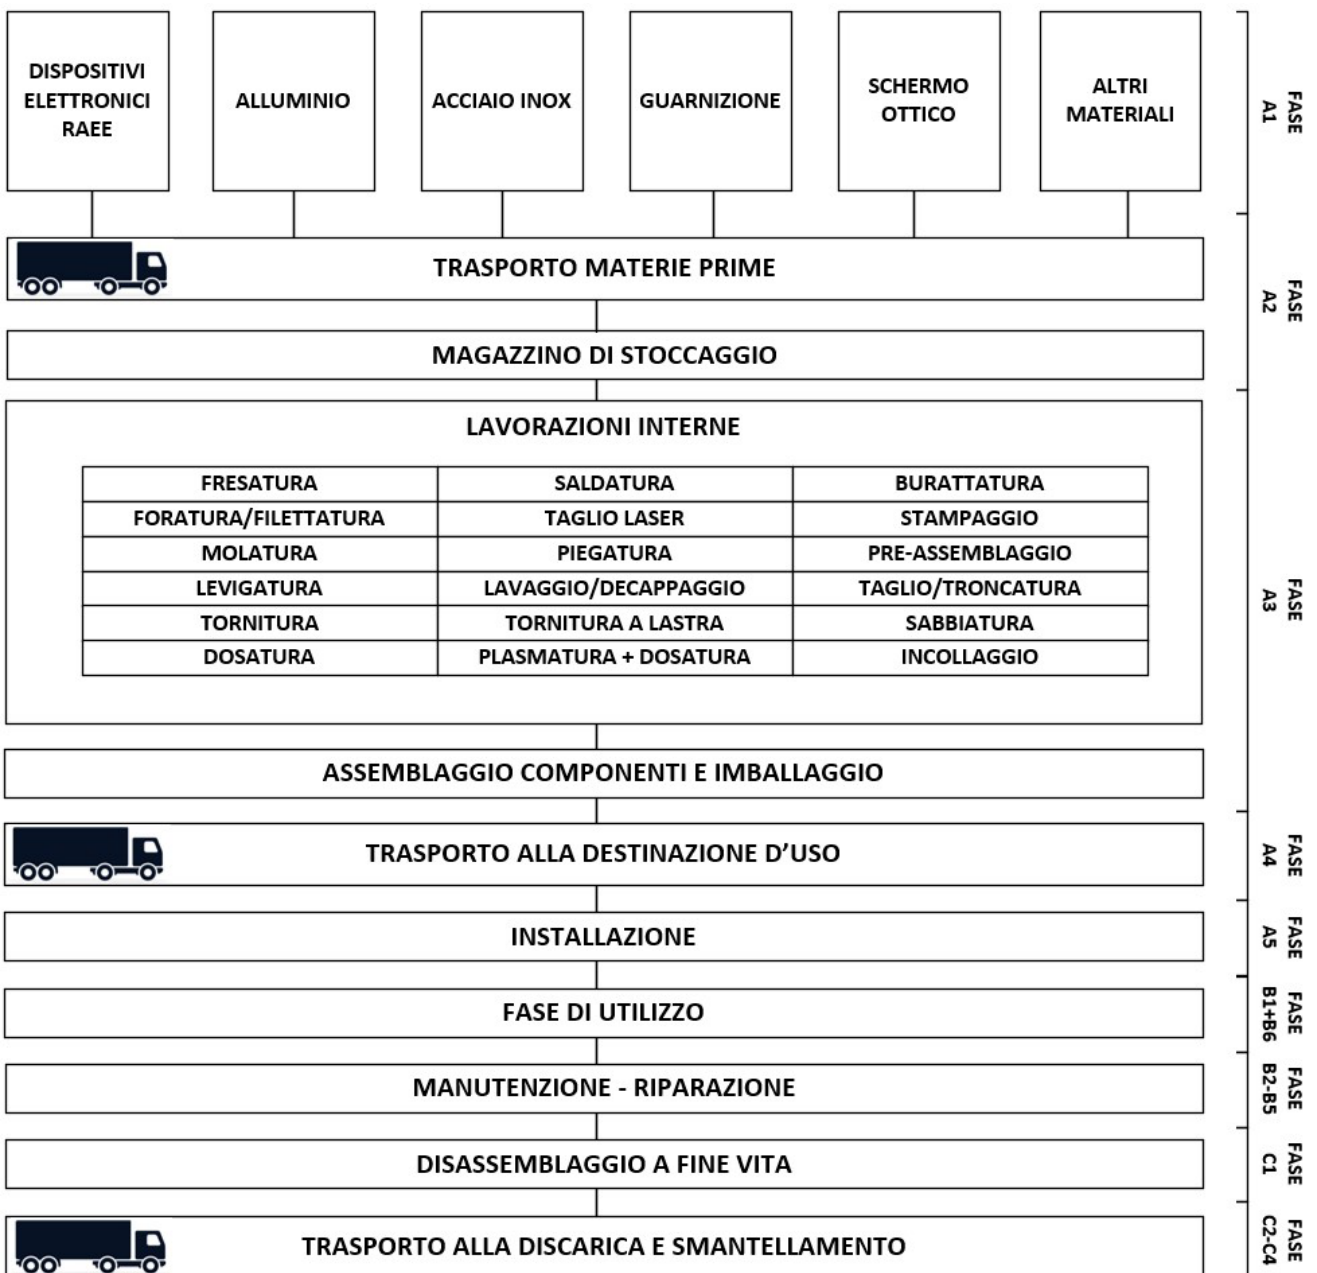 DISPOSITIVI
ELETTRONICI
RAEE
ALLUMINIO
ACCIAIO INOX
GUARNIZIONE
SCHERMO
OTTICO
ALTRI
MATERIALI
FASE
A1
TRASPORTO MATERIE PRIME
MAGAZZINO DI STOCCAGGIO
FASE
A2
LAVORAZIONI INTERNE
FRESATURA
SALDATURA
BURATTATURA
FORATURA/FILETTATURA
TAGLIO LASER
STAMPAGGIO
MOLATURA
PIEGATURA
PRE-ASSEMBLAGGIO
LEVIGATURA
LAVAGGIO/DECAPPAGGIO
TAGLIO/TRONCATURA
TORNITURA
TORNITURA A LASTRA
SABBIATURA
DOSATURA
PLASMATURA + DOSATURA
INCOLLAGGIO
ASSEMBLAGGIO COMPONENTI E IMBALLAGGIO
FASE
A3
TRASPORTO ALLA DESTINAZIONE D'USO
FASE
A4
INSTALLAZIONE
FASE
A5
FASE DI UTILIZZO
FASE
B1+B6
MANUTENZIONE - RIPARAZIONE
FASE
B2-B5
DISASSEMBLAGGIO A FINE VITA
FASE
C1
TRASPORTO ALLA DISCARICA E SMANTELLAMENTO
FASE
C2-C4